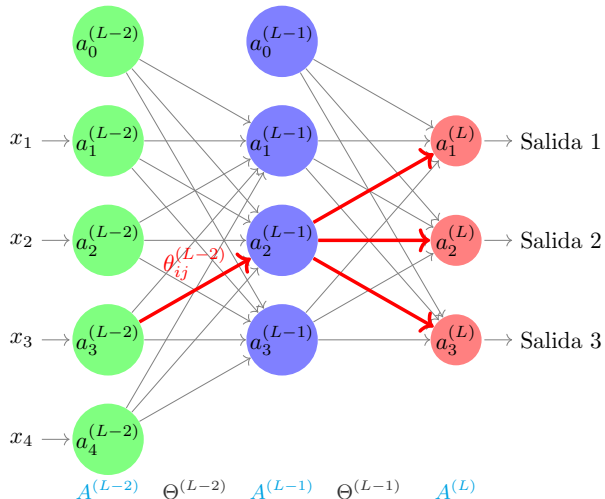 a_0^{(L-2)} a_0^{(L-1)}
x_1 a_1^{(L-2)} a_1^{(L-1)} a_1^{(L)} Salida 1
x_2 a_2^{(L-2)} a_2^{(L-1)} a_2^{(L)} Salida 2
θ_{ij}^{(L-2)}
x_3 a_3^{(L-2)} a_3^{(L-1)} a_3^{(L)} Salida 3
x_4 a_4^{(L-2)}
A^{(L-2)} Θ^{(L-2)} A^{(L-1)} Θ^{(L-1)} A^{(L)}